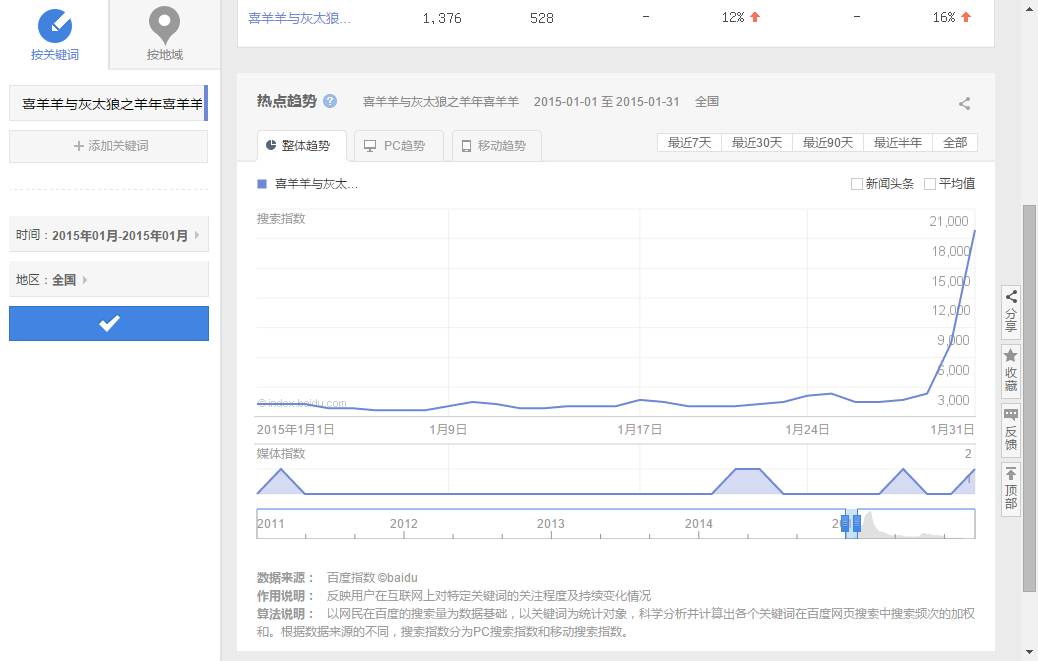 喜羊羊与灰太狼... 1,376 528 - 12% - 16%
按关键词 按地域
喜羊羊与灰太狼之羊年喜羊羊
+ 添加关键词
时间：2015年01月-2015年01月
地区：全国
热点趋势 ? 喜羊羊与灰太狼之羊年喜羊羊 2015-01-01 至 2015-01-31 全国
整体趋势 PC趋势 移动趋势 最近7天 最近30天 最近90天 最近半年 全部
喜羊羊与灰太... 新闻头条 平均值
搜索指数
21,000
18,000
15,000
12,000
9,000
6,000
3,000
©index.baidu.com
2015年1月1日 1月9日 1月17日 1月24日 1月31日
媒体指数 2
1
2011 2012 2013 2014
数据来源： 百度指数 ©baidu
作用说明： 反映用户在互联网上对特定关键词的关注程度及持续变化情况
算法说明： 以网民在百度的搜索量为数据基础，以关键词为统计对象，科学分析并计算出各个关键词在百度网页搜索中搜索频次的加权
和。根据数据来源的不同，搜索指数分为PC搜索指数和移动搜索指数。
分享
收藏
反馈
顶部